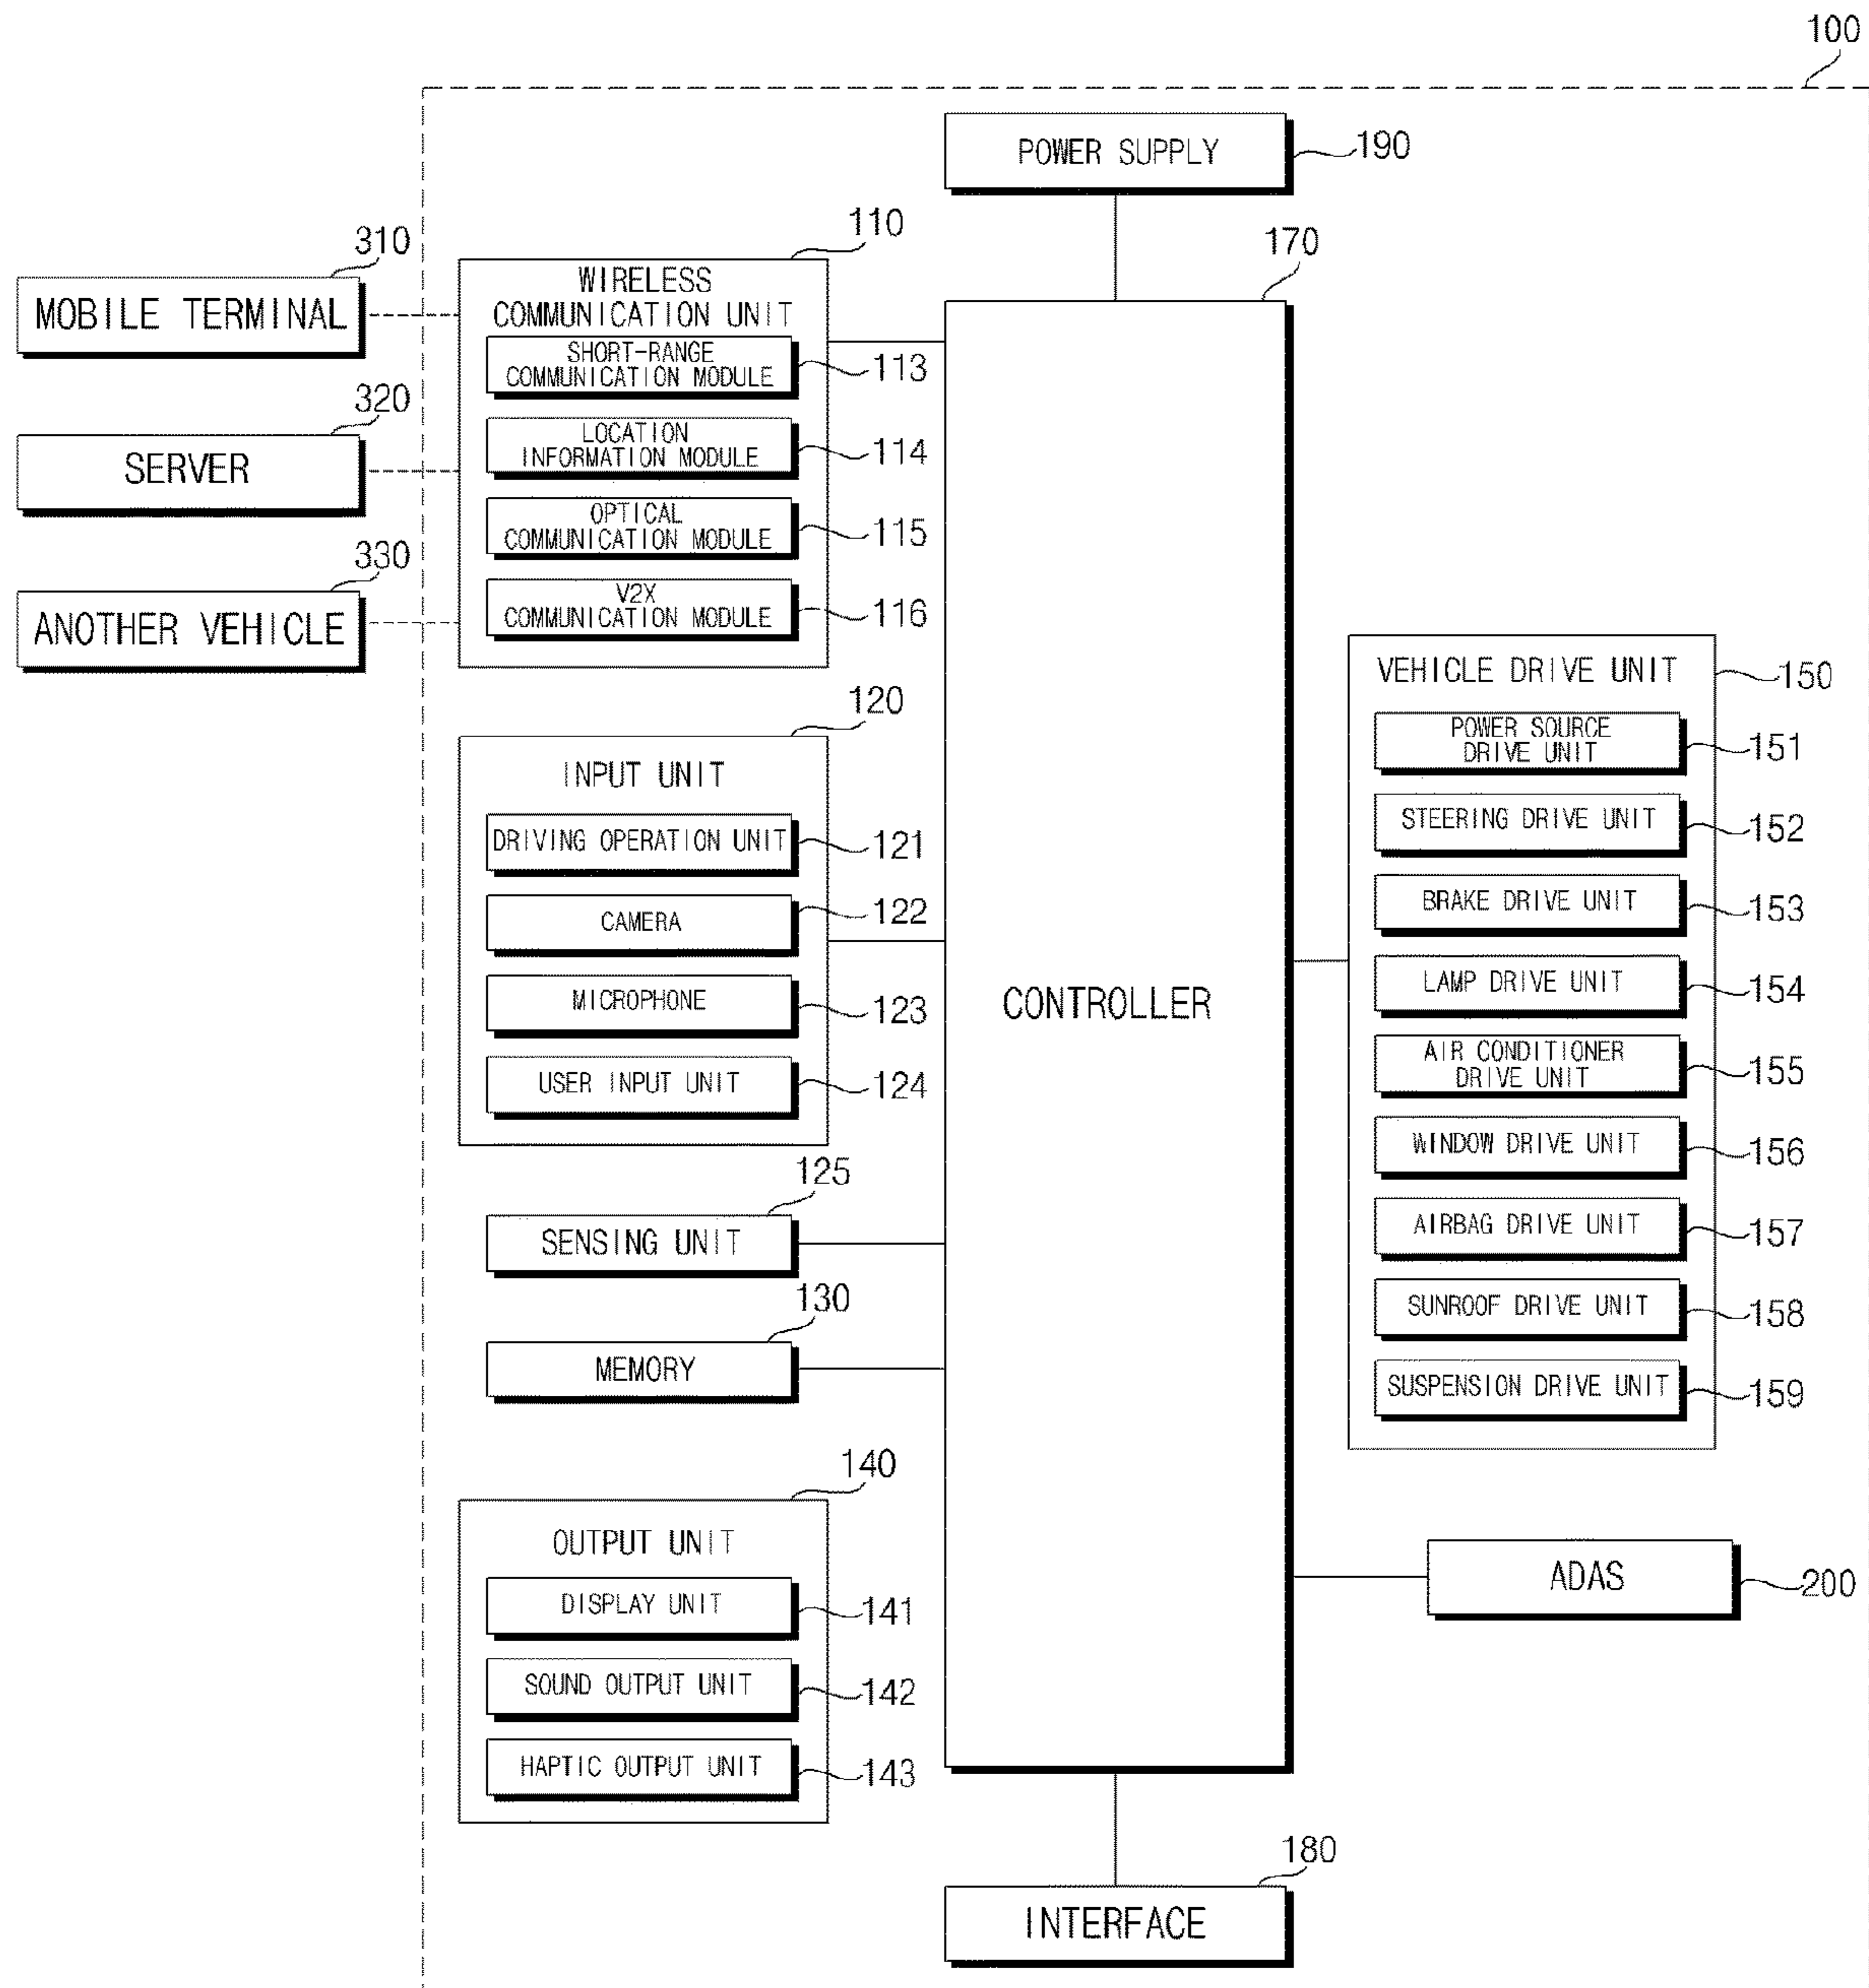 100
POWER SUPPLY
190
310
MOBILE TERMINAL
320
SERVER
330
ANOTHER VEHICLE
110
WIRELESS
COMMUNICATION UNIT
SHORT-RANGE
COMMUNICATION MODULE
113
LOCATION
INFORMATION MODULE
114
OPTICAL
COMMUNICATION MODULE
115
V2X
COMMUNICATION MODULE
116
120
INPUT UNIT
DRIVING OPERATION UNIT
121
CAMERA
122
MICROPHONE
123
USER INPUT UNIT
124
125
SENSING UNIT
130
MEMORY
140
OUTPUT UNIT
DISPLAY UNIT
141
SOUND OUTPUT UNIT
142
HAPTIC OUTPUT UNIT
143
170
CONTROLLER
VEHICLE DRIVE UNIT
150
POWER SOURCE
DRIVE UNIT
151
STEERING DRIVE UNIT
152
BRAKE DRIVE UNIT
153
LAMP DRIVE UNIT
154
AIR CONDITIONER
DRIVE UNIT
155
WINDOW DRIVE UNIT
156
AIRBAG DRIVE UNIT
157
SUNROOF DRIVE UNIT
158
SUSPENSION DRIVE UNIT
159
ADAS
200
180
INTERFACE